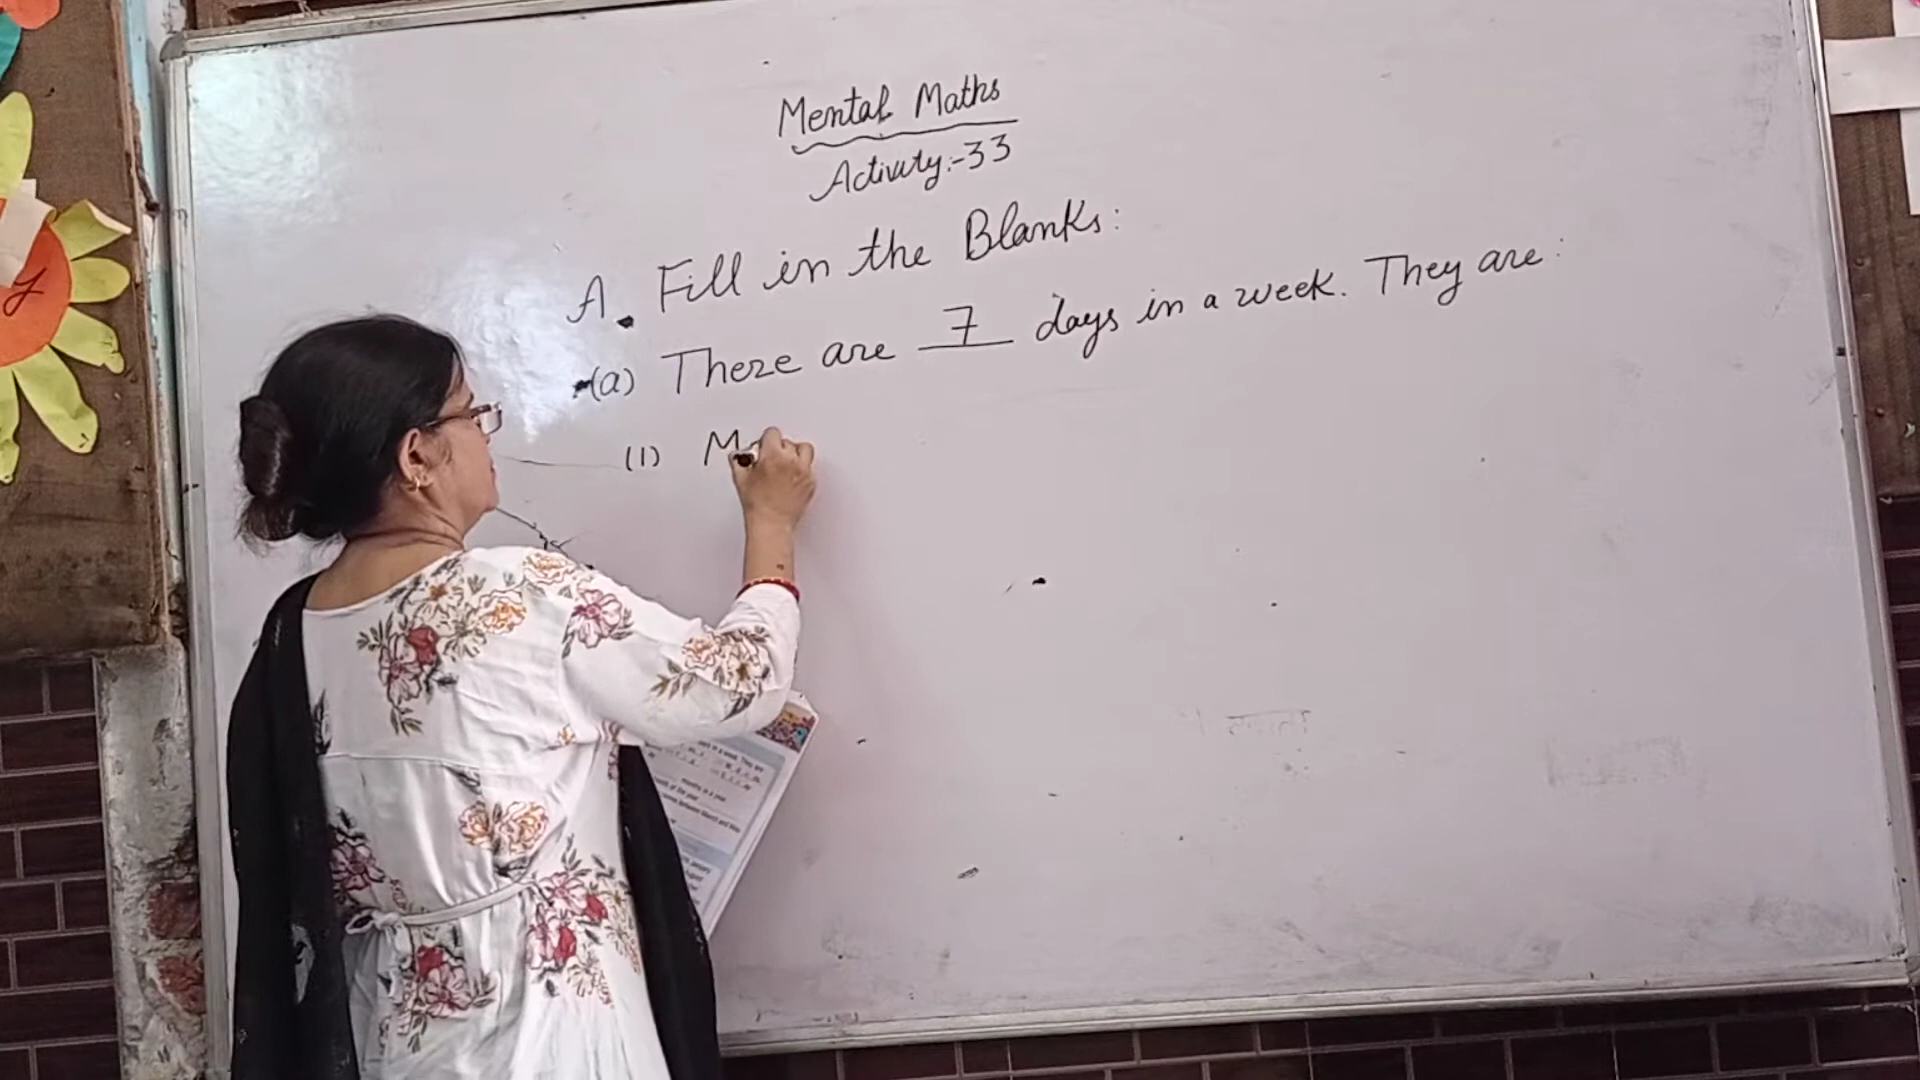 Mental Maths
Activity:-33
A. Fill in the Blanks:
(a) There are 7 days in a week. They are:
(1) M